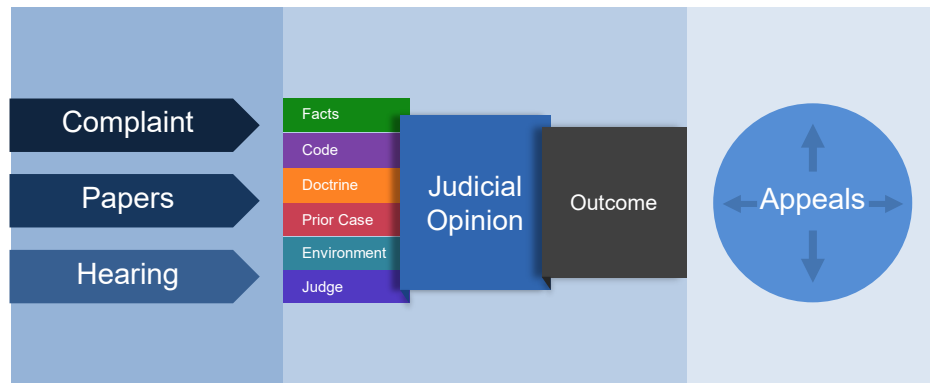 Complaint
Papers
Hearing
Facts
Code
Doctrine
Prior Case
Environment
Judge
Judicial
Opinion
Outcome
Appeals